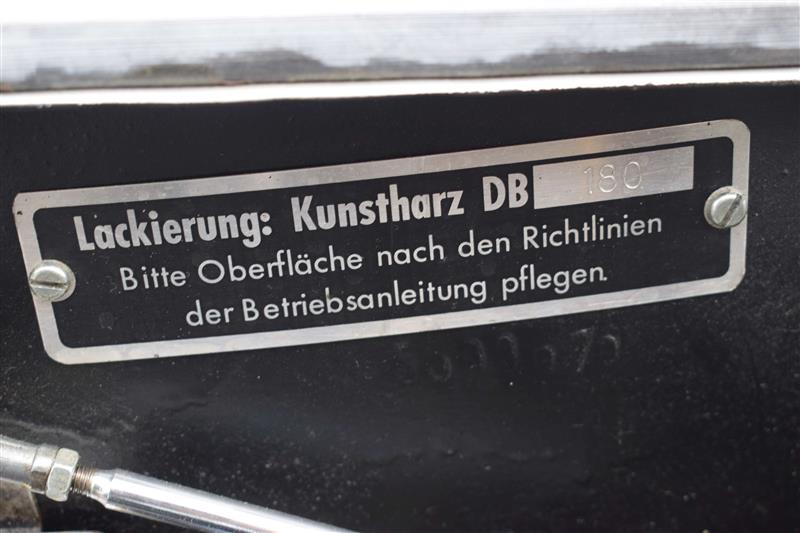 Lackierung: Kunstharz DB 180
Bitte Oberfläche nach den Richtlinien
der Betriebsanleitung pflegen.